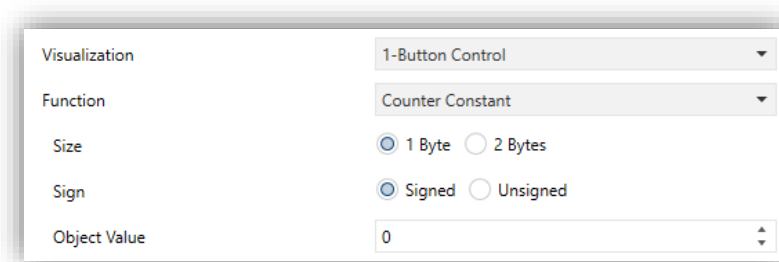 Visualization 1-Button Control
Function Counter Constant
Size 1 Byte 2 Bytes
Sign Signed Unsigned
Object Value 0